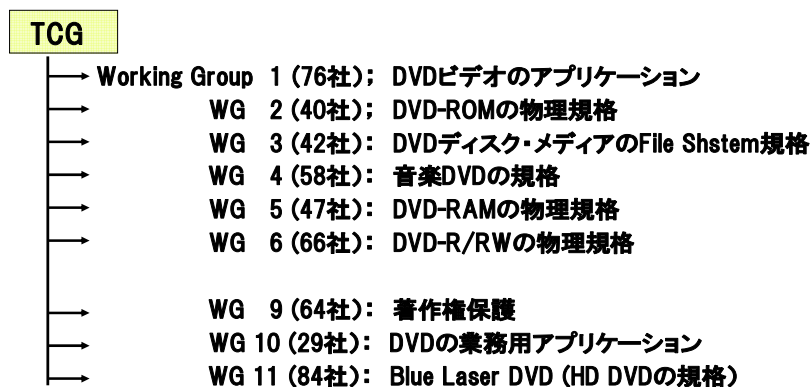 TCG
Working Group 1 (76社); DVDビデオのアプリケーション
WG 2 (40社); DVD-ROMの物理規格
WG 3 (42社): DVDディスク・メディアのFile Shstem規格
WG 4 (58社): 音楽DVDの規格
WG 5 (47社): DVD-RAMの物理規格
WG 6 (66社): DVD-R/RWの物理規格
WG 9 (64社): 著作権保護
WG 10 (29社): DVDの業務用アプリケーション
WG 11 (84社): Blue Laser DVD (HD DVDの規格)